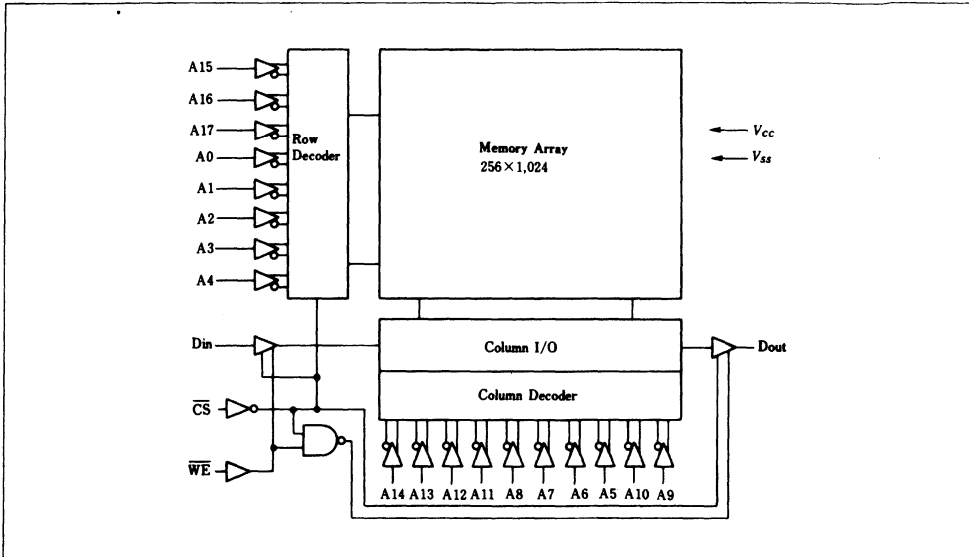 A15
A16
A17
A0
A1
A2
A3
A4
Row
Decoder
Memory Array
256×1,024
Vcc
Vss
Din
Column I/O
Dout
Column Decoder
CS
WE
A14 A13 A12 A11 A8 A7 A6 A5 A10 A9